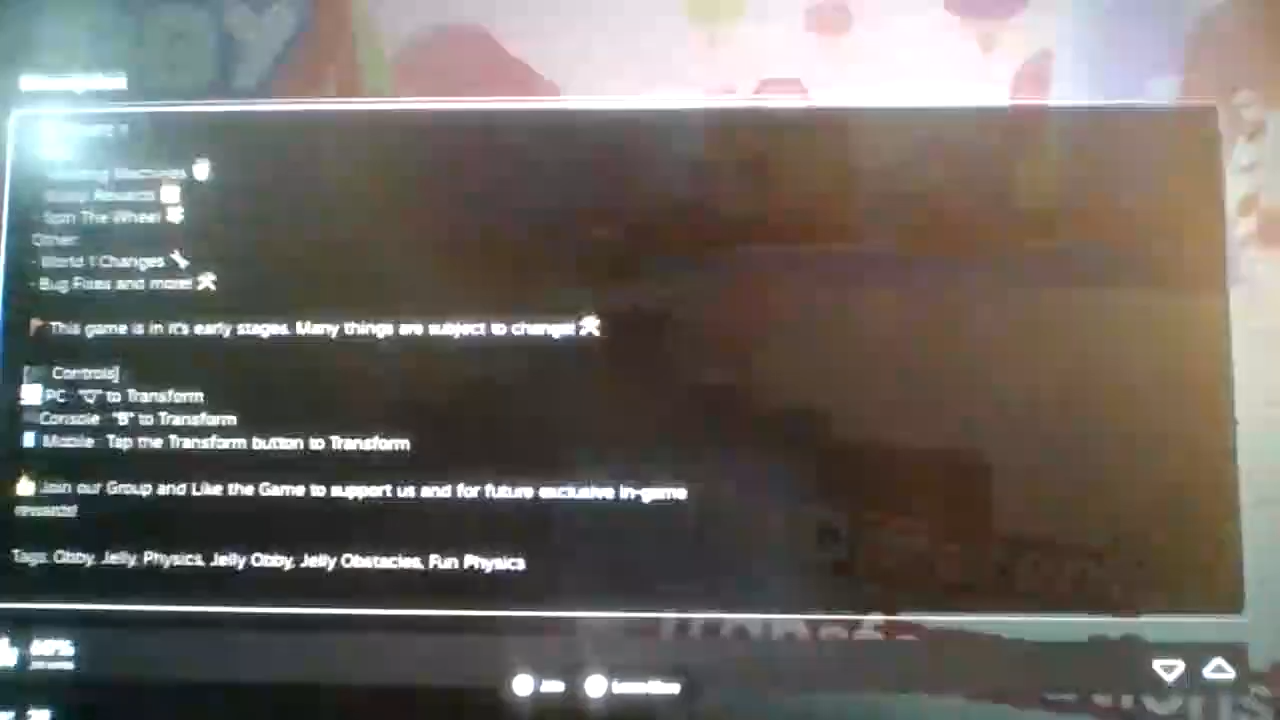 BY
- Spin The Wheel
Other:
- World 1 Changes
- Bug Fixes and more!
This game is in it's early stages. Many things are subject to change!
[ Controls]
PC "Q" to Transform
Console "B" to Transform
Mobile Tap the Transform button to Transform
Join our Group and Like the Game to support us and for future exclusive in-game
rewards!
Tags: Obby, Jelly, Physics, Jelly Obby, Jelly Obstacles, Fun Physics